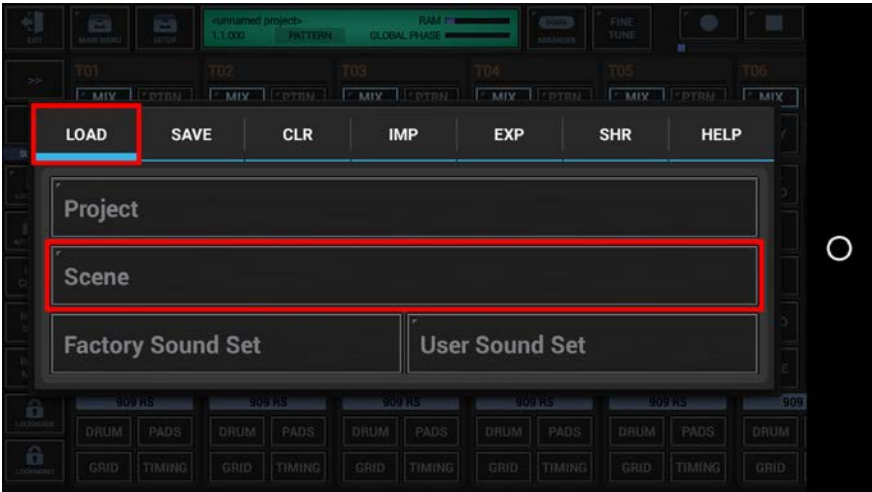 EXIT
MAIN MENU
SETUP
<unnamed project>
RAM
1.1.000
PATTERN
GLOBAL PHASE
SONG
ARRANGER
FINE
TUNE
>>
T01
T02
T03
T04
T05
T06
MIX
PTRN
MIX
PTRN
MIX
PTRN
MIX
PTRN
MIX
PTRN
MIX
LOAD
SAVE
CLR
IMP
EXP
SHR
HELP
Project
Scene
Factory Sound Set
User Sound Set
909 RS
909 RS
909 RS
909 RS
909 RS
909
DRUM
PADS
DRUM
PADS
DRUM
PADS
DRUM
PADS
DRUM
PADS
DRUM
GRID
TIMING
GRID
TIMING
GRID
TIMING
GRID
TIMING
GRID
TIMING
GRID